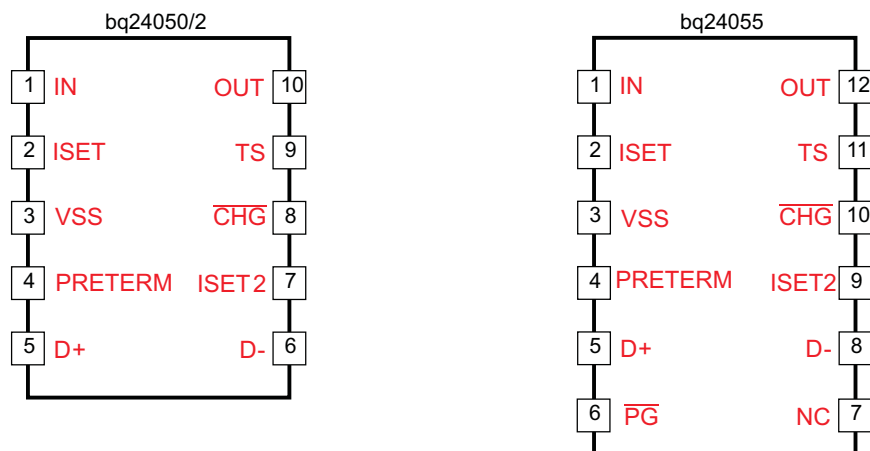 bq24050/2
1 IN OUT 10
2 ISET TS 9
3 VSS CHG 8
4 PRETERM ISET2 7
5 D+ D- 6
bq24055
1 IN OUT 12
2 ISET TS 11
3 VSS CHG 10
4 PRETERM ISET2 9
5 D+ D- 8
6 PG NC 7